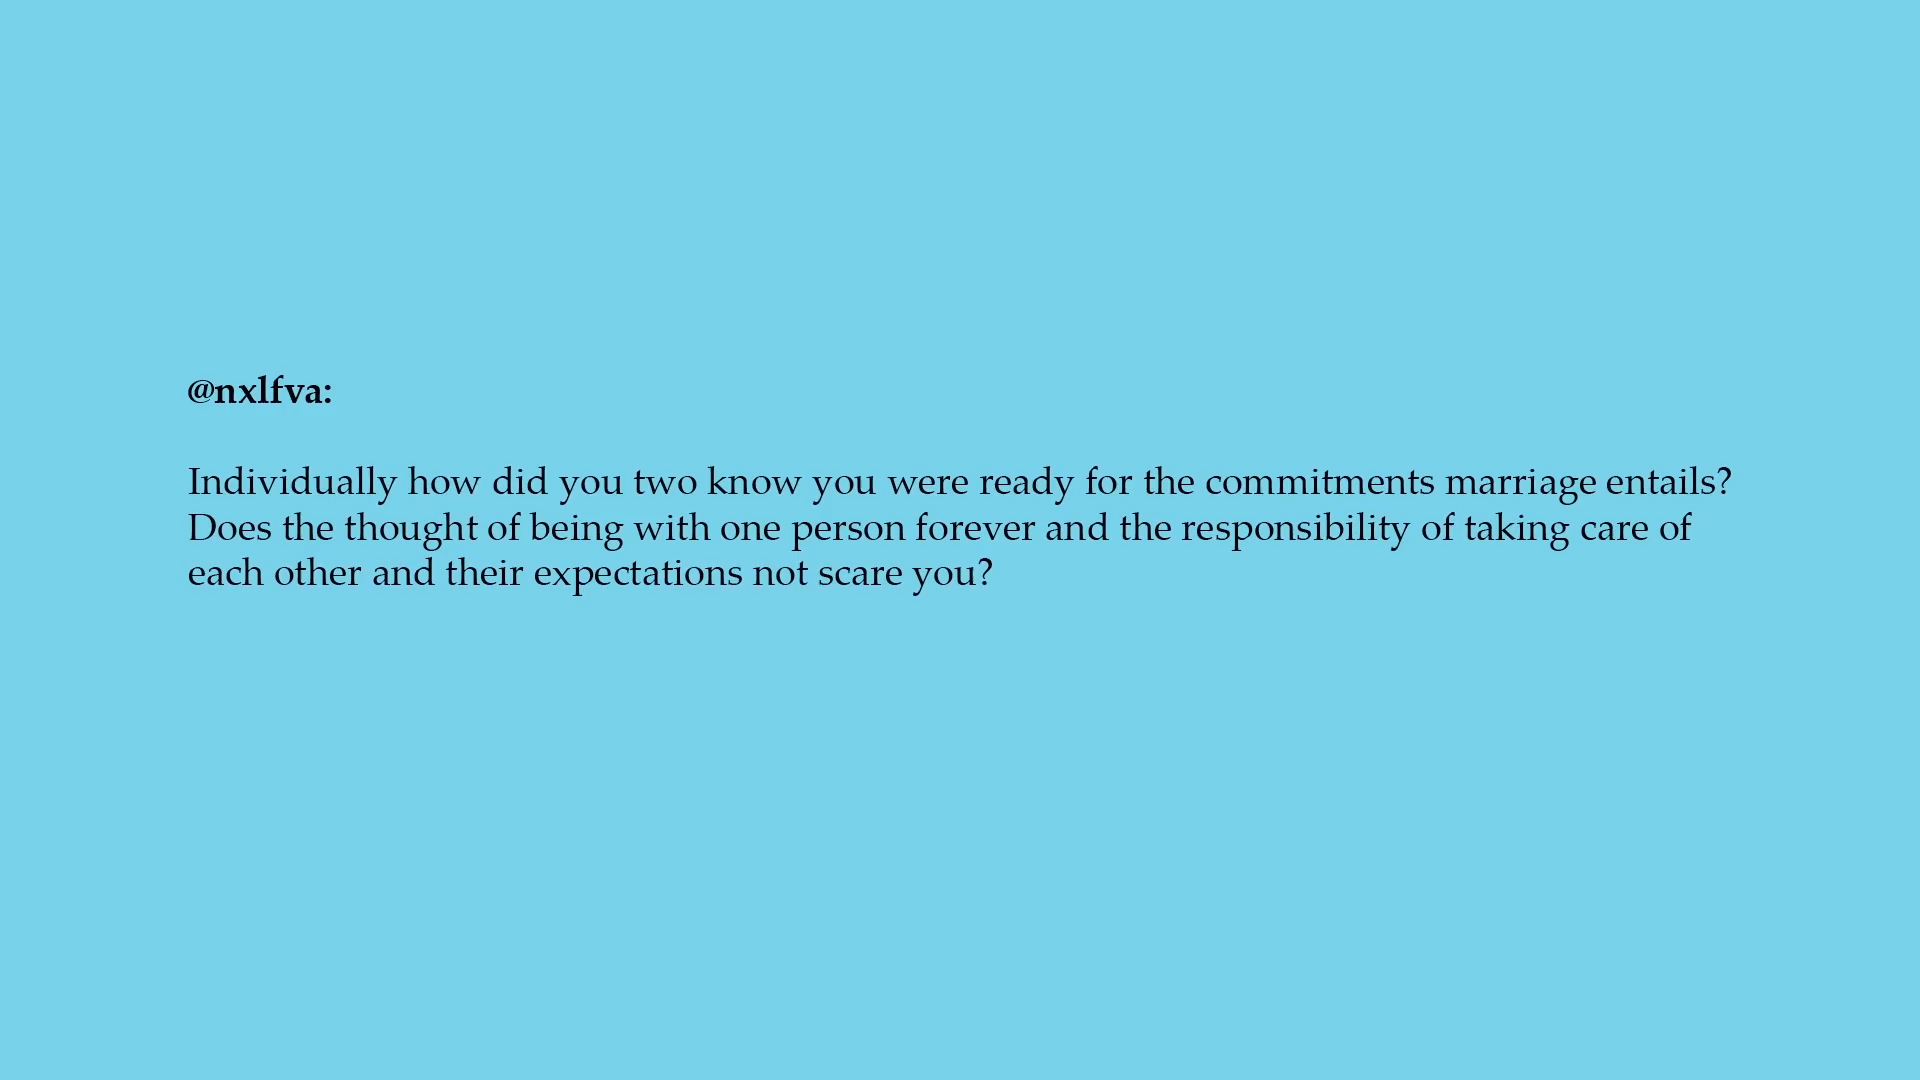 @nxlfva:
Individually how did you two know you were ready for the commitments marriage entails?
Does the thought of being with one person forever and the responsibility of taking care of
each other and their expectations not scare you?